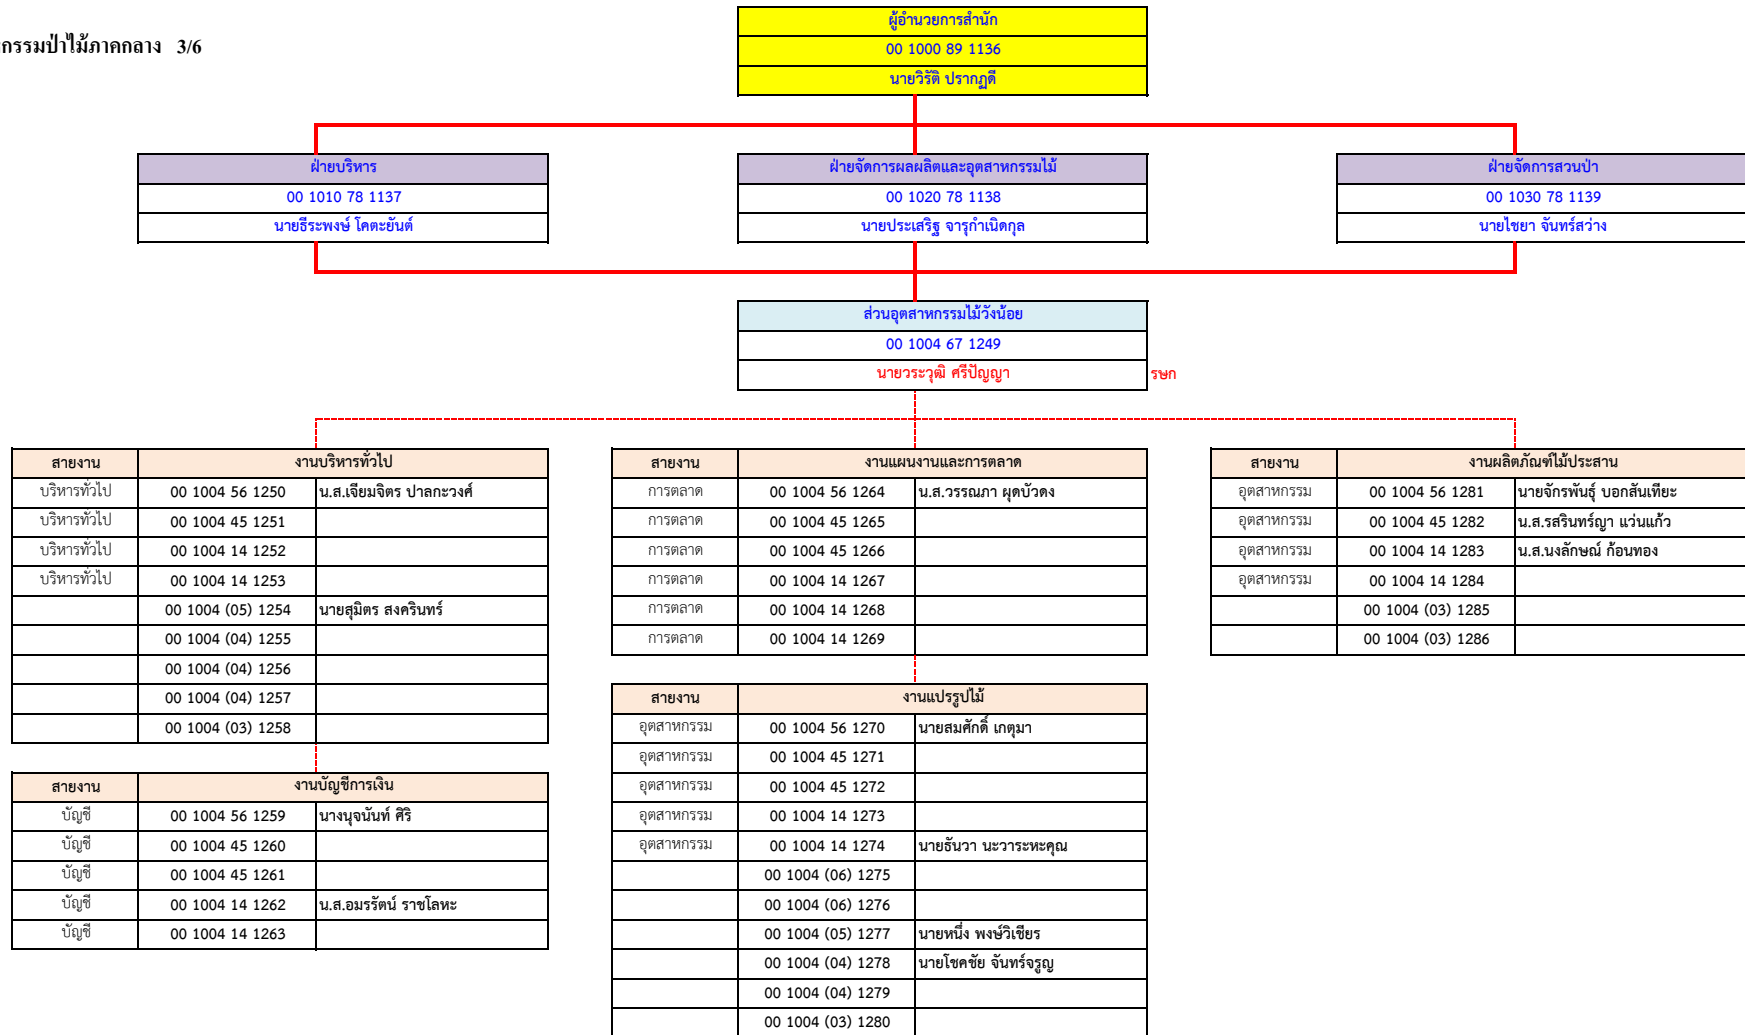 กรรมป่าไม้ภาคกลาง 3/6
ผู้อำนวยการสำนัก
00 1000 89 1136
นายวิรัติ ปรากฏดี
ฝ่ายบริหาร
00 1010 78 1137
นายธีระพงษ์ โคตะยันต์
ฝ่ายจัดการผลผลิตและอุตสาหกรรมไม้
00 1020 78 1138
นายประเสริฐ จารุกำเนิดกุล
ฝ่ายจัดการสวนป่า
00 1030 78 1139
นายไชยา จันทร์สว่าง
ส่วนอุตสาหกรรมไม้วังน้อย
00 1004 67 1249
นายวระวุฒิ ศรีปัญญา รษก
สายงาน งานบริหารทั่วไป
บริหารทั่วไป 00 1004 56 1250 น.ส.เจียมจิตร ปาลกะวงศ์
บริหารทั่วไป 00 1004 45 1251
บริหารทั่วไป 00 1004 14 1252
บริหารทั่วไป 00 1004 14 1253
00 1004 (05) 1254 นายสุมิตร สงครินทร์
00 1004 (04) 1255
00 1004 (04) 1256
00 1004 (04) 1257
00 1004 (03) 1258
สายงาน งานบัญชีการเงิน
บัญชี 00 1004 56 1259 นางนุจนันท์ ศิริ
บัญชี 00 1004 45 1260
บัญชี 00 1004 45 1261
บัญชี 00 1004 14 1262 น.ส.อมรรัตน์ ราชโลหะ
บัญชี 00 1004 14 1263
สายงาน งานแผนงานและการตลาด
การตลาด 00 1004 56 1264 น.ส.วรรณภา ผุดบัวดง
การตลาด 00 1004 45 1265
การตลาด 00 1004 45 1266
การตลาด 00 1004 14 1267
การตลาด 00 1004 14 1268
การตลาด 00 1004 14 1269
สายงาน งานแปรรูปไม้
อุตสาหกรรม 00 1004 56 1270 นายสมศักดิ์ เกตุมา
อุตสาหกรรม 00 1004 45 1271
อุตสาหกรรม 00 1004 45 1272
อุตสาหกรรม 00 1004 14 1273
อุตสาหกรรม 00 1004 14 1274 นายธันวา นะวาระหะคุณ
00 1004 (06) 1275
00 1004 (06) 1276
00 1004 (05) 1277 นายหนึ่ง พงษ์วิเชียร
00 1004 (04) 1278 นายโชคชัย จันทร์จรูญ
00 1004 (04) 1279
00 1004 (03) 1280
สายงาน งานผลิตภัณฑ์ไม้ประสาน
อุตสาหกรรม 00 1004 56 1281 นายจักรพันธุ์ บอกสันเทียะ
อุตสาหกรรม 00 1004 45 1282 น.ส.รสรินทร์ญา แว่นแก้ว
อุตสาหกรรม 00 1004 14 1283 น.ส.นงลักษณ์ ก้อนทอง
อุตสาหกรรม 00 1004 14 1284
00 1004 (03) 1285
00 1004 (03) 1286